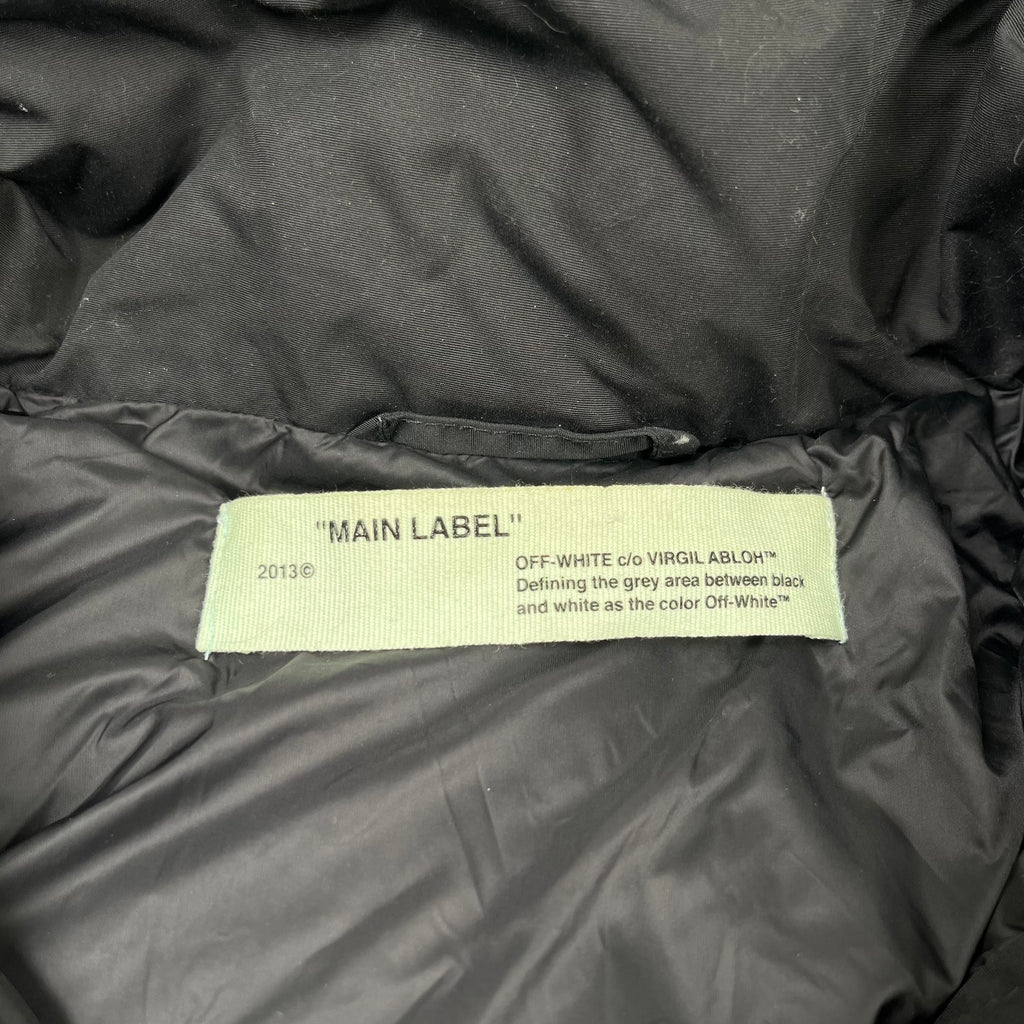 "MAIN LABEL"
2013©
OFF-WHITE c/o VIRGIL ABLOH™
Defining the grey area between black
and white as the color Off-White™